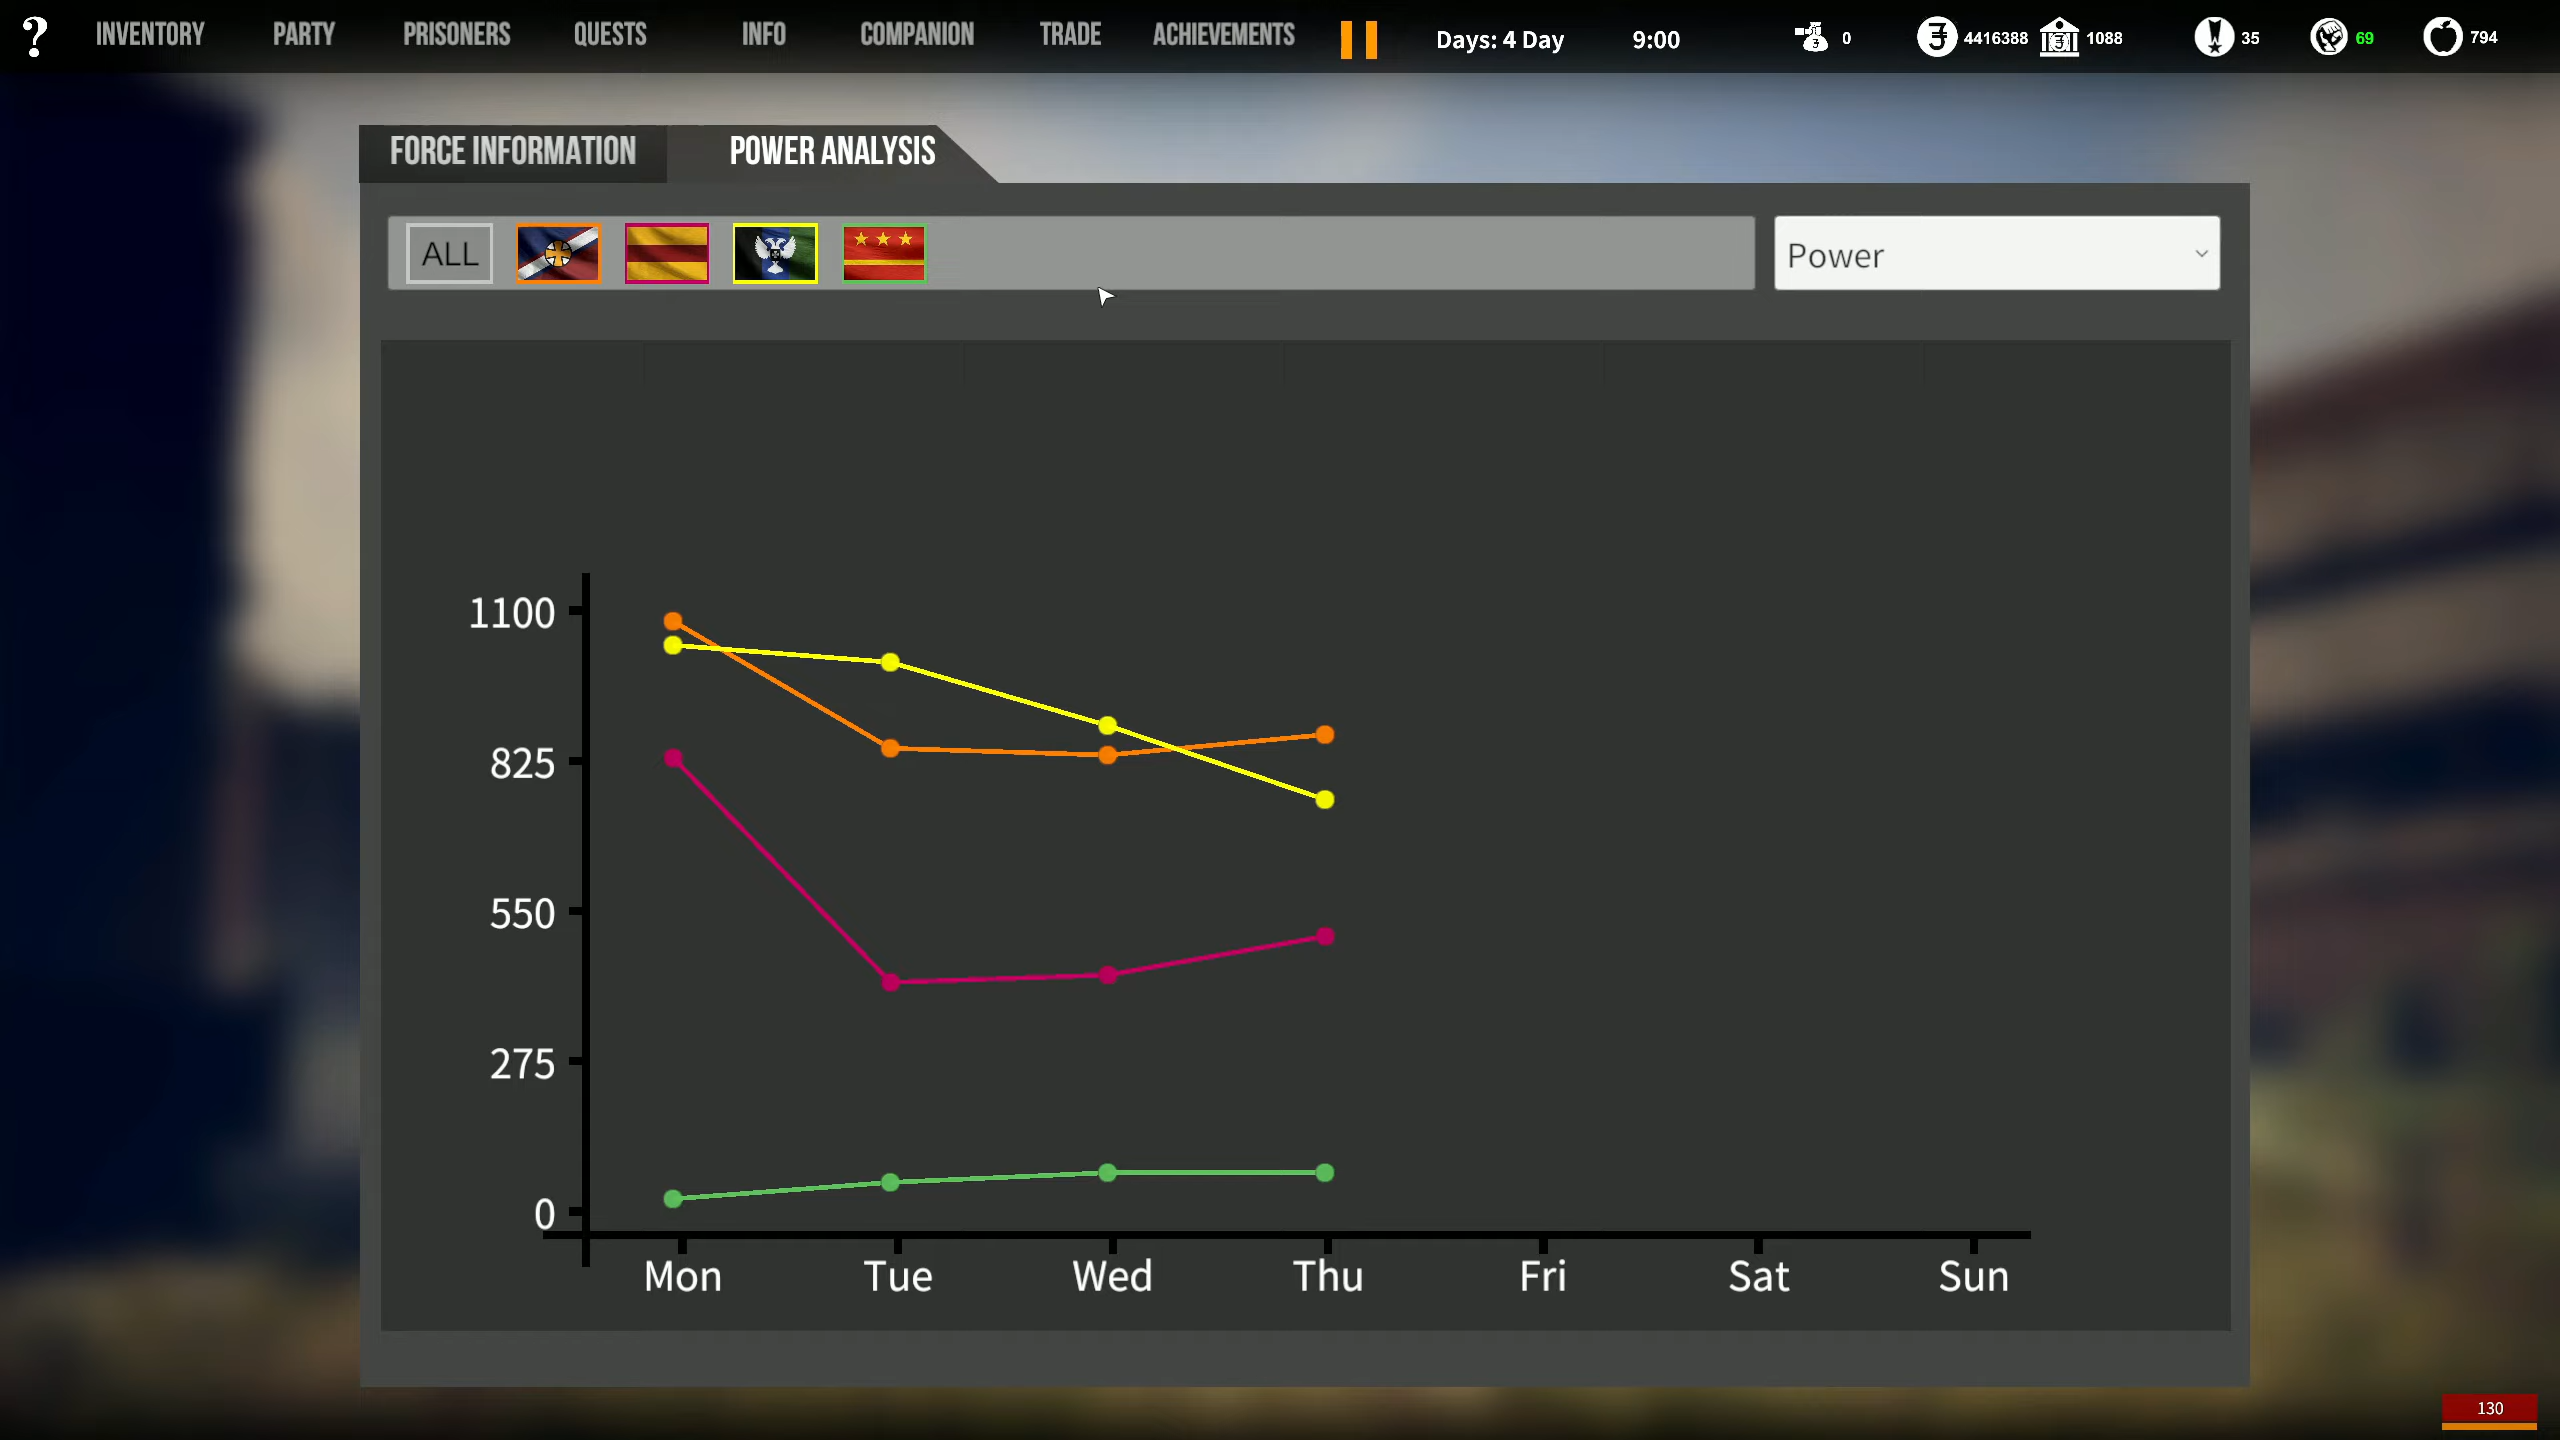 ? INVENTORY PARTY PRISONERS QUESTS INFO COMPANION TRADE ACHIEVEMENTS Days: 4 Day 9:00 3 0 4416388 3 1088 35 69 794
FORCE INFORMATION POWER ANALYSIS
ALL Power
1100
825
550
275
0
Mon Tue Wed Thu Fri Sat Sun
130